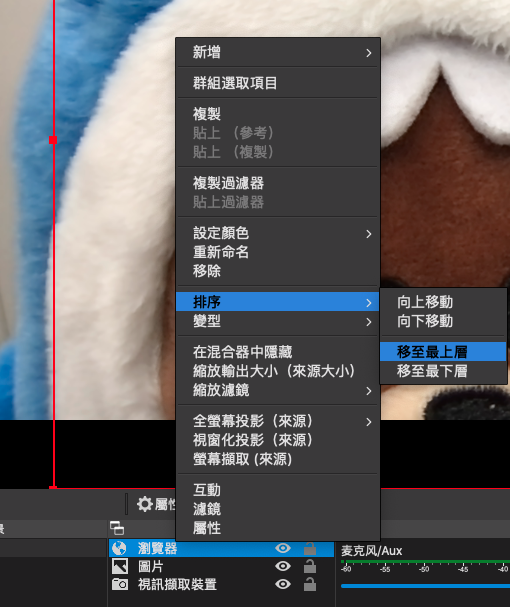 新增
群組選取項目
複製
貼上 （參考）
貼上 （複製）
複製過濾器
貼上過濾器
設定顏色
重新命名
移除
排序
變型
向上移動
向下移動
移至最上層
移至最下層
在混合器中隱藏
縮放輸出大小（來源大小）
縮放濾鏡
全螢幕投影（來源）
視窗化投影（來源）
螢幕擷取 (來源)
互動
濾鏡
屬性
屬性
瀏覽器
圖片
視訊擷取裝置
麦克风/Aux
-60 -55 -50 -45 -40